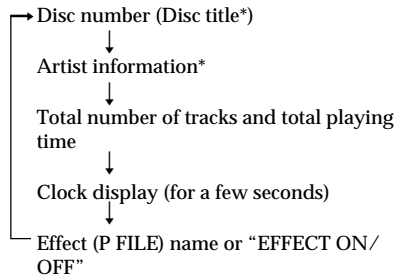 Disc number (Disc title*)
Artist information*
Total number of tracks and total playing
time
Clock display (for a few seconds)
Effect (P FILE) name or “EFFECT ON/
OFF”